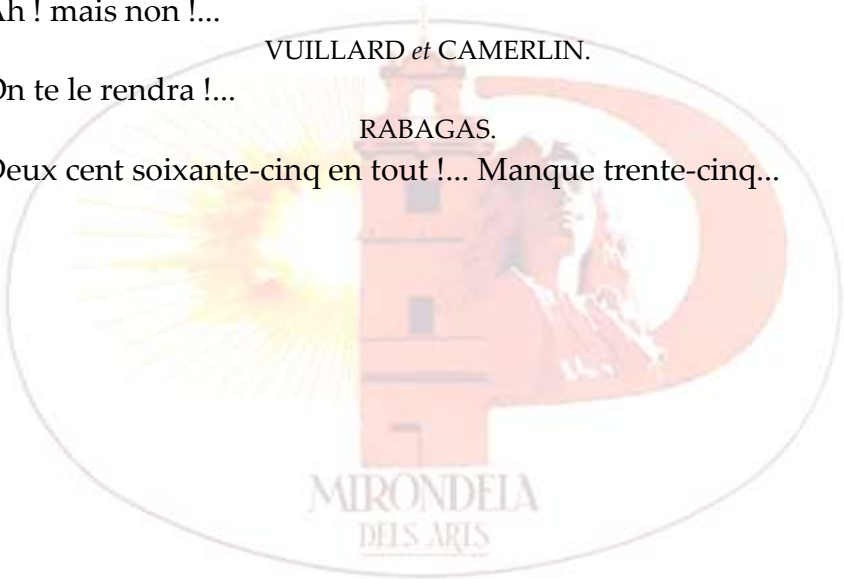 Ah ! mais non !...
VUILLARD et CAMERLIN.
On te le rendra !...
RABAGAS.
Deux cent soixante-cinq en tout !... Manque trente-cinq...
MIRONDELA
DELS ARTS